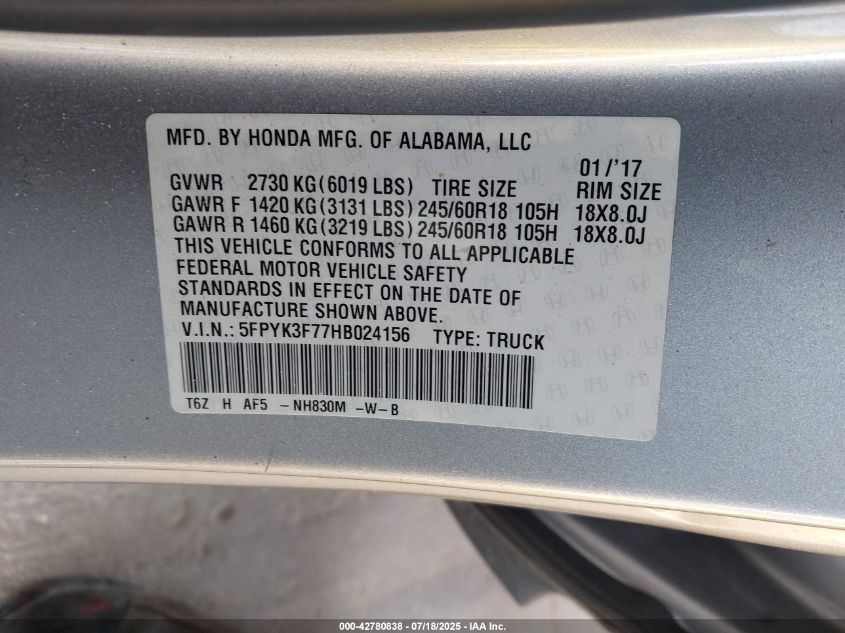 MFD. BY HONDA MFG. OF ALABAMA, LLC
01/'17
GVWR 2730 KG(6019 LBS) TIRE SIZE RIM SIZE
GAWR F 1420 KG(3131 LBS) 245/60R18 105H 18X8.0J
GAWR R 1460 KG(3219 LBS) 245/60R18 105H 18X8.0J
THIS VEHICLE CONFORMS TO ALL APPLICABLE
FEDERAL MOTOR VEHICLE SAFETY
STANDARDS IN EFFECT ON THE DATE OF
MANUFACTURE SHOWN ABOVE.
V.I.N.: 5FPYK3F77HB024156 TYPE: TRUCK
T6Z H AF5 -NH830M -W-B
000-42780838 - 07/18/2025 - IAA Inc.